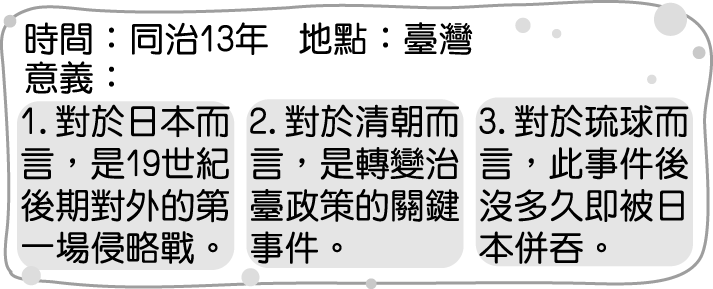 時間：同治13年 地點：臺灣
意義：
1. 對於日本而
言，是19世紀
後期對外的第
一場侵略戰。
2. 對於清朝而
言，是轉變治
臺政策的關鍵
事件。
3. 對於琉球而
言，此事件後
沒多久即被日
本併吞。